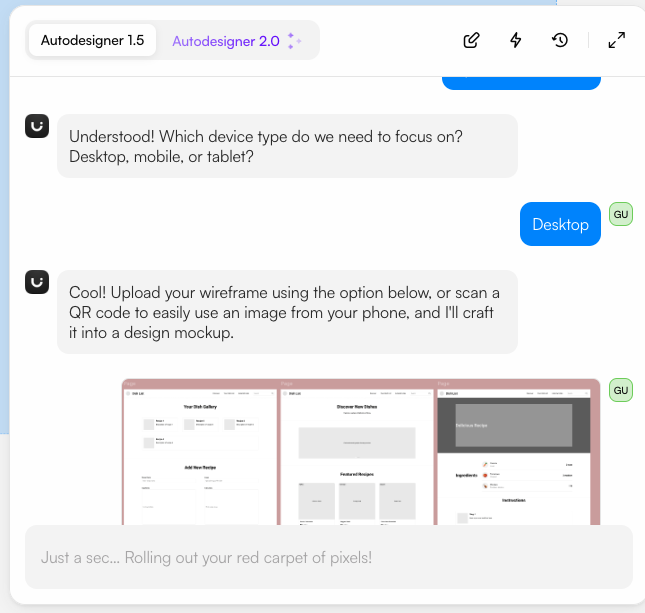 Autodesigner 1.5
Autodesigner 2.0
Understood! Which device type do we need to focus on?
Desktop, mobile, or tablet?
Desktop
GU
Cool! Upload your wireframe using the option below, or scan a
QR code to easily use an image from your phone, and I'll craft
it into a design mockup.
GU
Your Dish Gallery
Discover New Dishes
Delicious Recipe
Add New Recipe
Featured Recipes
Ingredients
Instructions
Just a sec... Rolling out your red carpet of pixels!